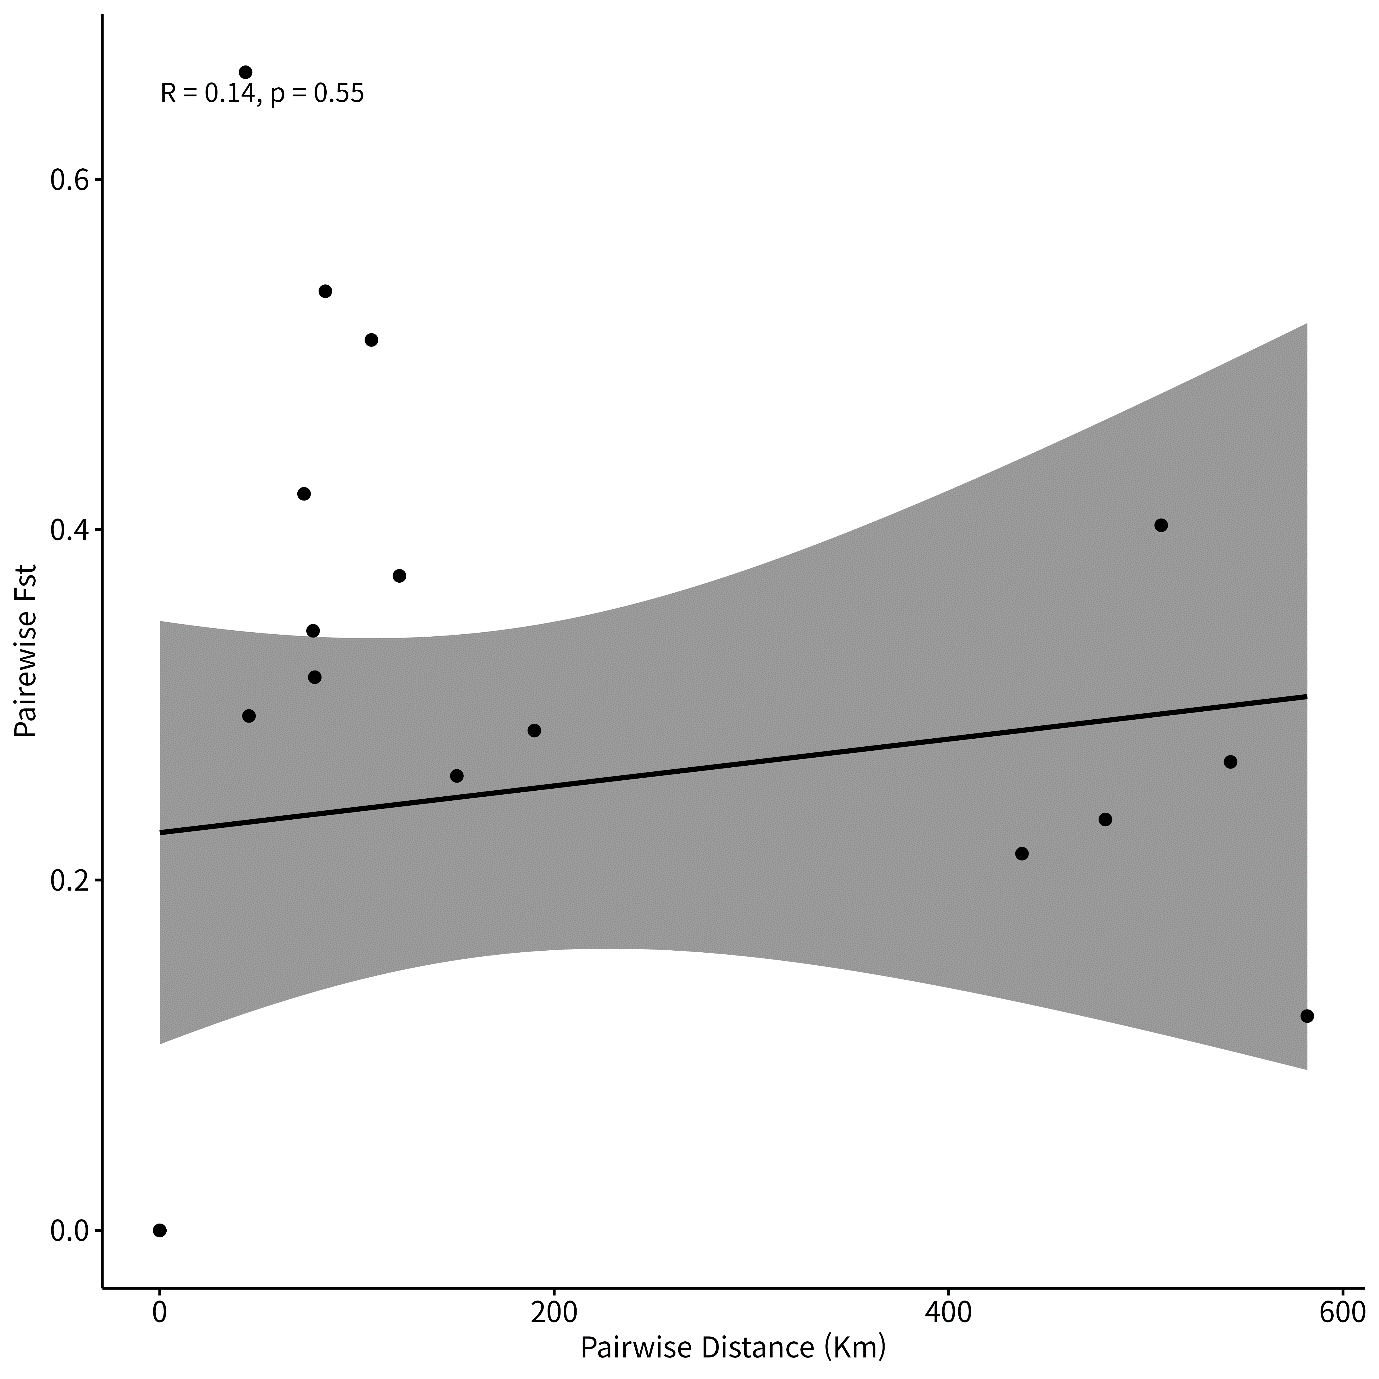 R = 0.14, p = 0.55
0.6
0.4
0.2
0.0
Pairewise Fst
0 200 400 600
Pairwise Distance (Km)